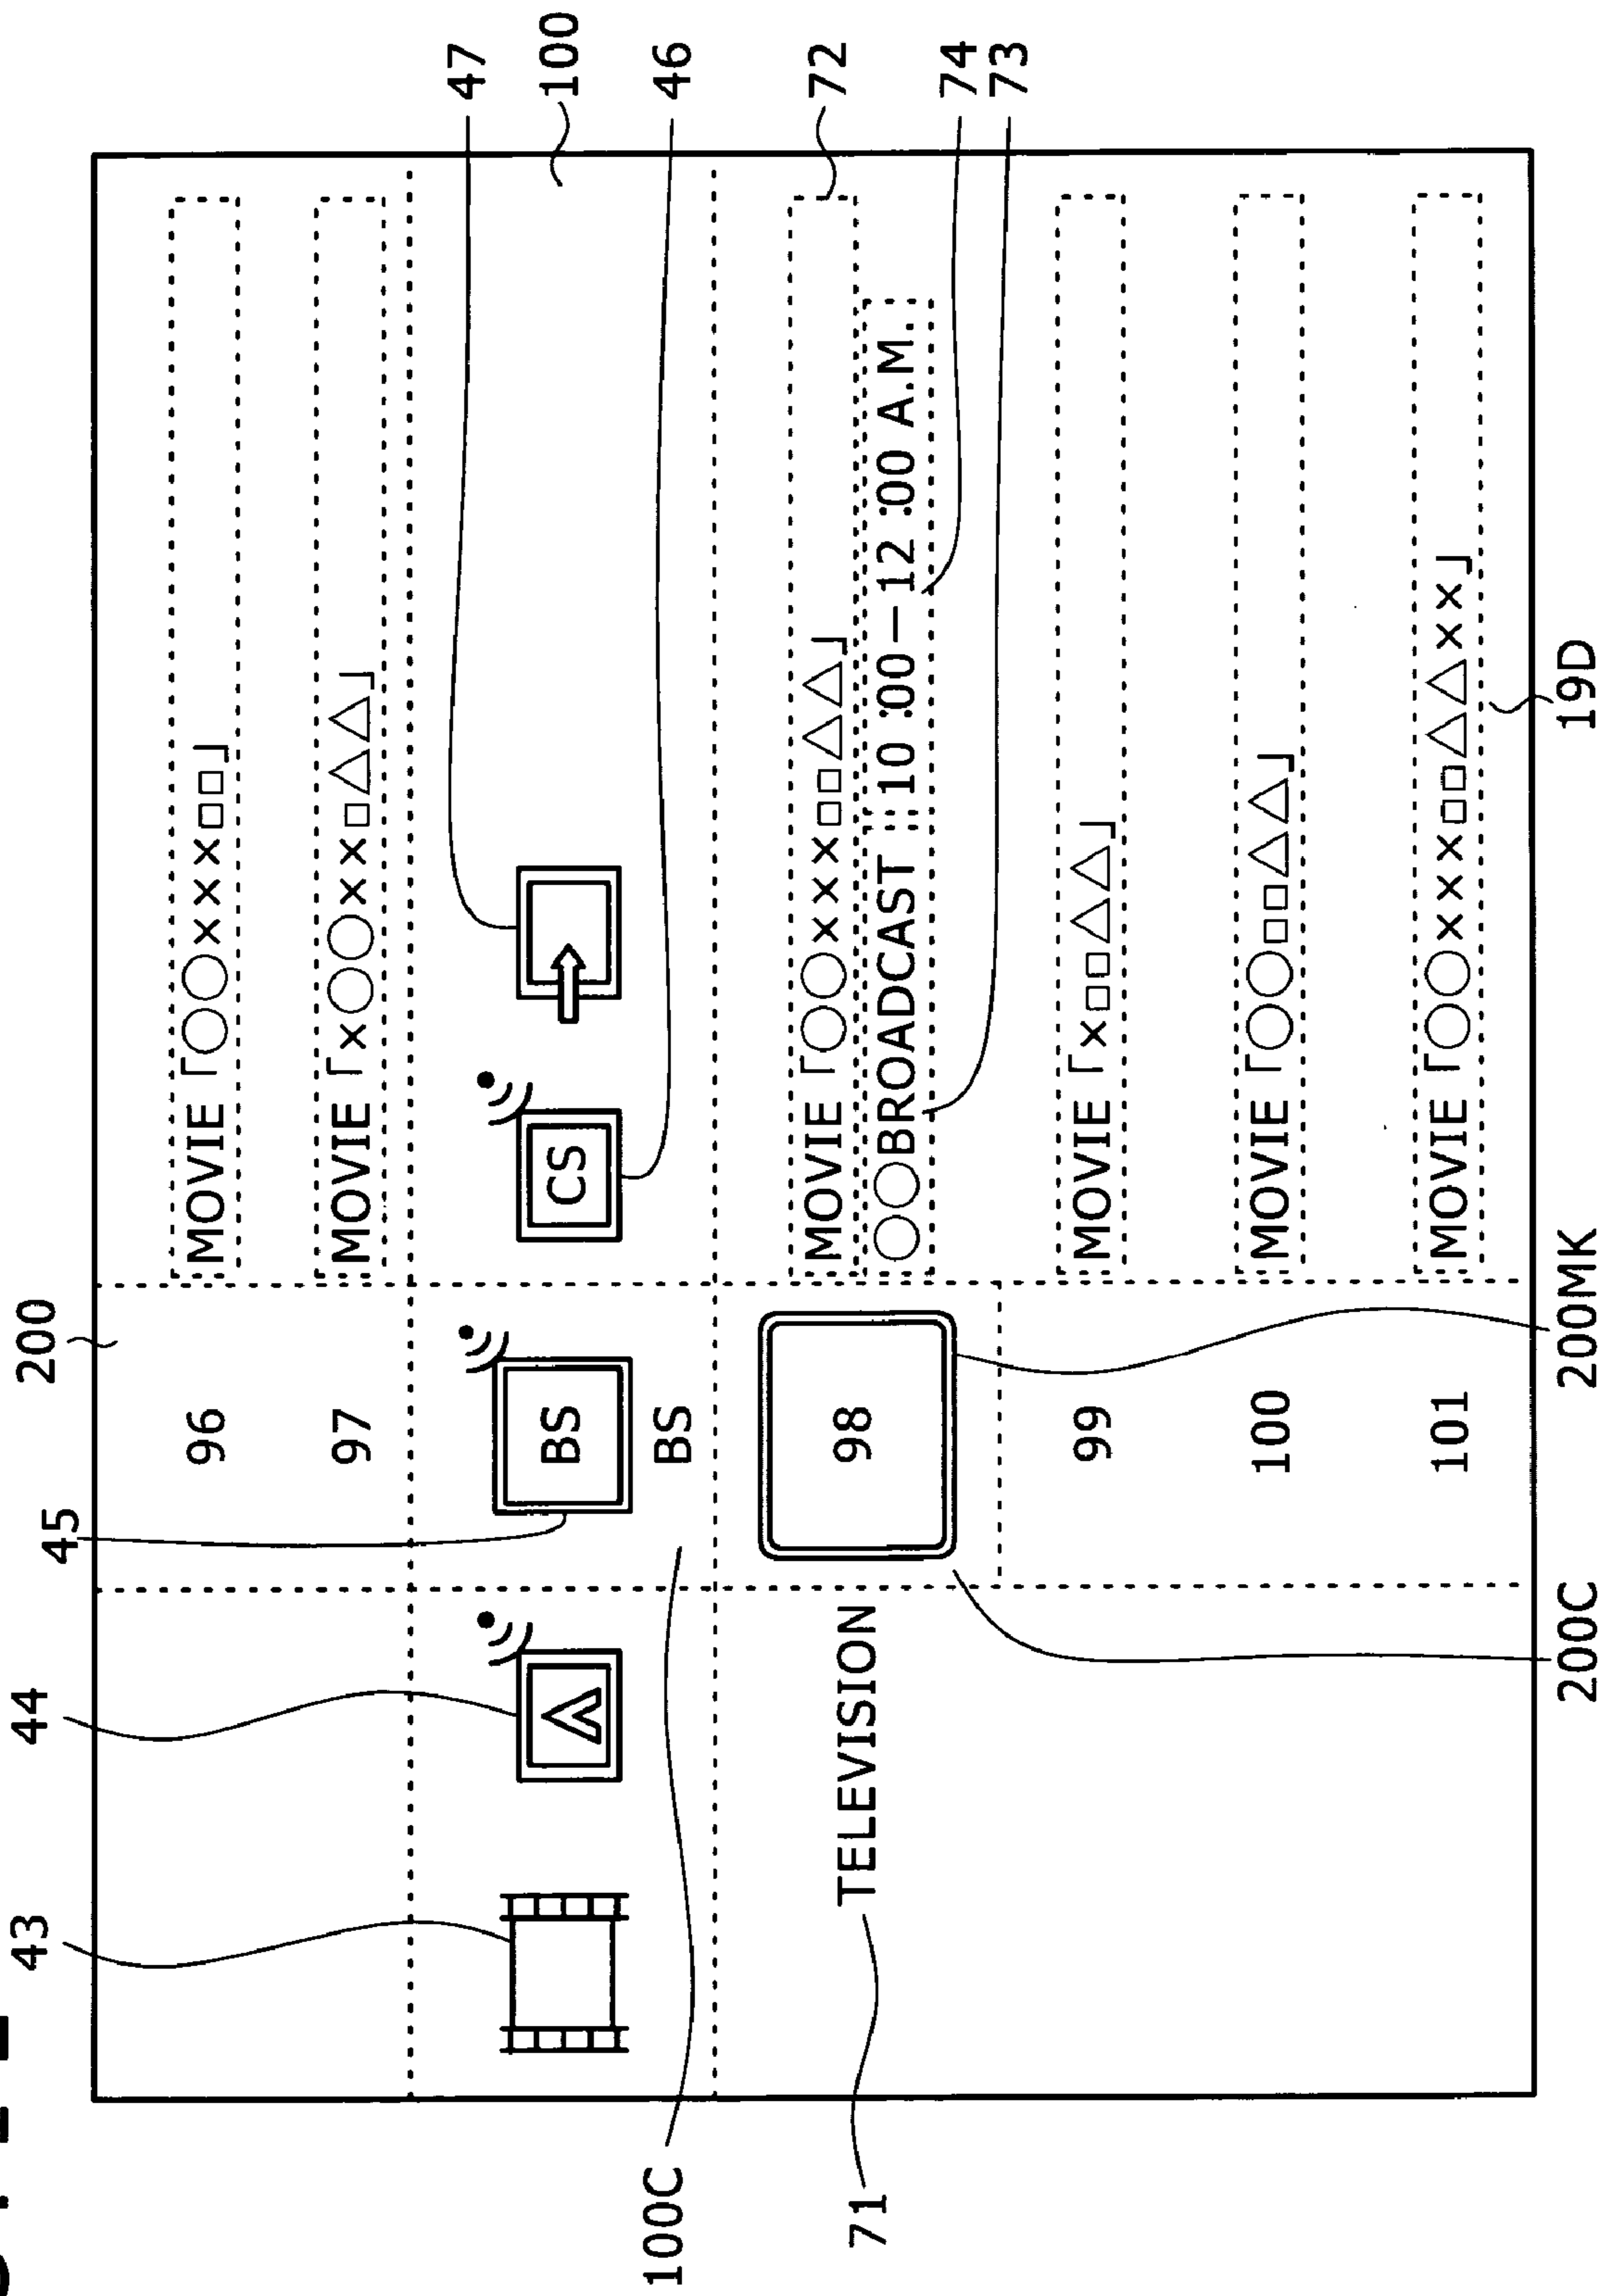 43 44 45 200
96 MOVIE「○○×××□□」
97 MOVIE「×○○××□△△」
47
BS CS 100
100C BS 46
MOVIE「○○×××□□△△」 72
71 TELEVISION 98
○○BROADCAST 10:00-12:00 A.M.
74
73
99 MOVIE「×□□△△」
100 MOVIE「○○□□△△」
101 MOVIE「○○×××□□△△××」
200C 200MK 19D